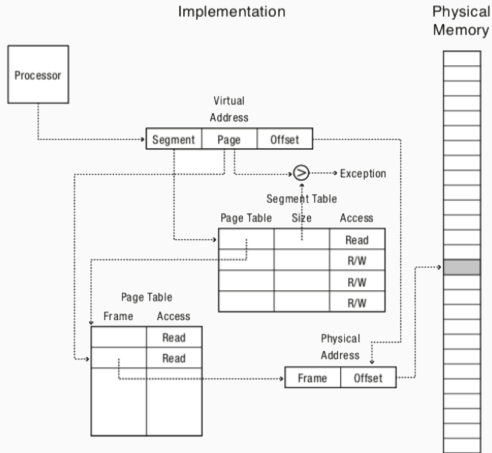 Implementation
Physical
Memory
Processor
Virtual
Address
Segment Page Offset
> Exception
Segment Table
Page Table Size Access
Read
R/W
R/W
R/W
Page Table
Frame Access
Read
Read
Physical
Address
Frame Offset